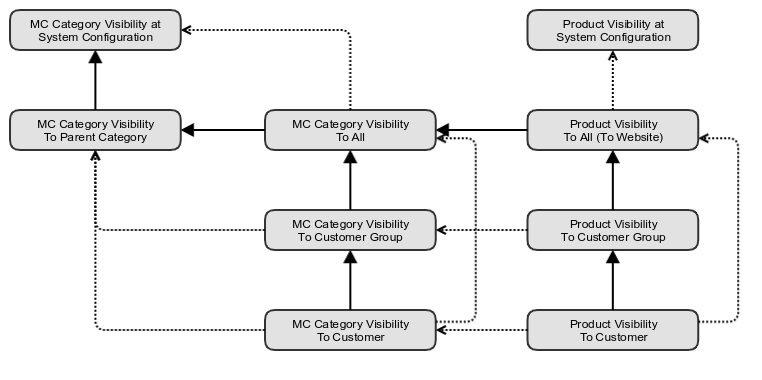 MC Category Visibility at
System Configuration
Product Visibility at
System Configuration
MC Category Visibility
To Parent Category
MC Category Visibility
To All
Product Visibility
To All (To Website)
MC Category Visibility
To Customer Group
Product Visibility
To Customer Group
MC Category Visibility
To Customer
Product Visibility
To Customer